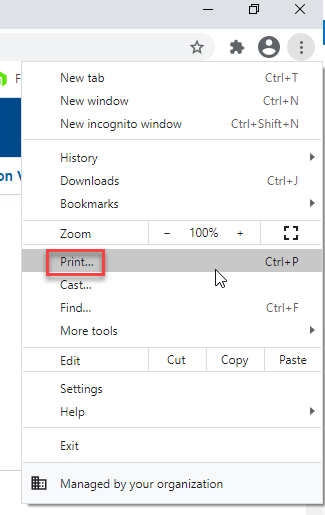 F
New tab Ctrl+T
New window Ctrl+N
New incognito window Ctrl+Shift+N
on V
History
Downloads Ctrl+J
Bookmarks
Zoom − 100% +
Print... Ctrl+P
Cast...
Find... Ctrl+F
More tools
Edit Cut Copy Paste
Settings
Help
Exit
Managed by your organization